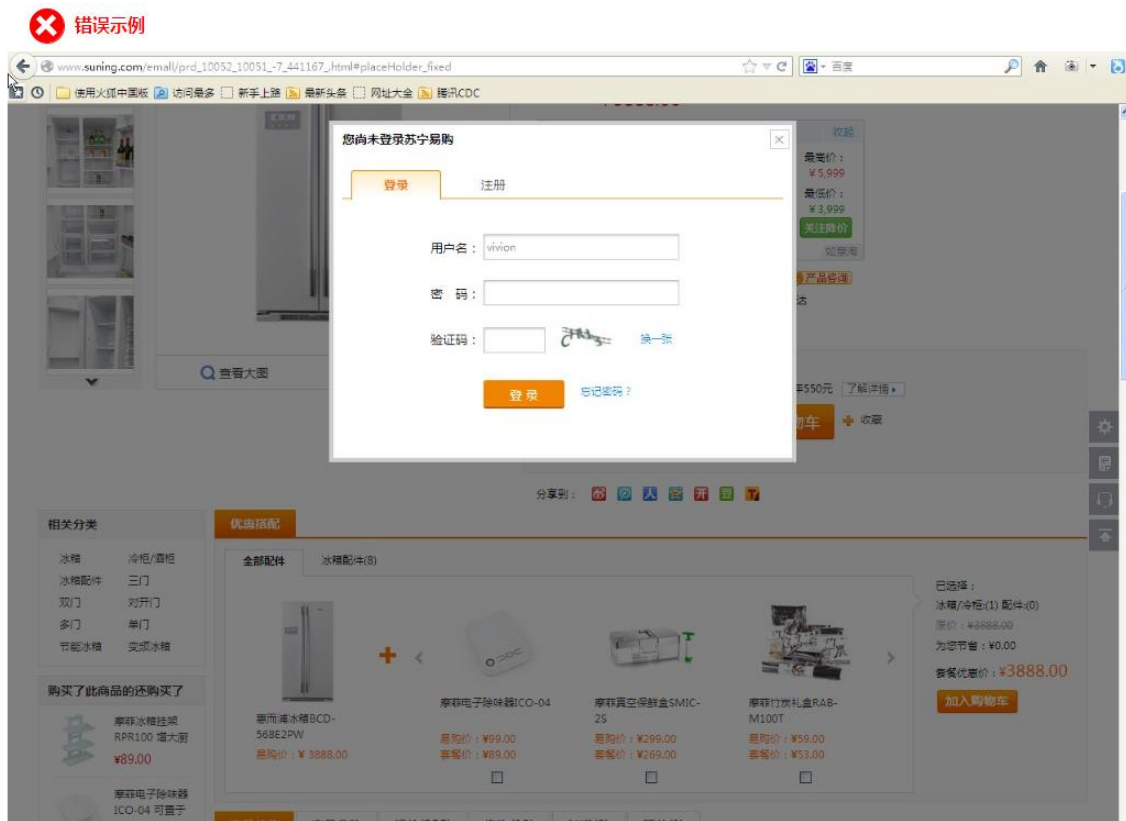 错误示例
www.suning.com/emall/prd_10052_10051_-7_441167_.html#placeHolder_fixed
百度
使用火狐中国版 访问最多 新手上路 最新头条 网址大全 腾讯CDC
您尚未登录苏宁易购
登录 注册
用户名：vivion
密 码：
验证码：
换一张
登录 忘记密码？
收起
最高价：
¥5,999
最低价：
¥3,999
关注降价
产品咨询
达
查看大图
550元 了解详情
物车 收藏
分享到：
相关分类
冰箱 冷柜/酒柜
冰箱配件 三门
双门 对开门
多门 单门
节能冰箱 变频冰箱
购买了此商品的还购买了
摩菲冰箱挂架
RPR100 增大厨
¥89.00
摩菲电子除味器
ICO-04 可置于
优惠搭配
全部配件 冰箱配件(8)
惠而浦冰箱BCD-
568E2PW
易购价：¥ 3888.00
摩菲电子除味器ICO-04
易购价：¥99.00
套餐价：¥89.00
摩菲真空保鲜盒SMIC-
2S
易购价：¥299.00
套餐价：¥269.00
摩菲竹炭礼盒RAB-
M100T
易购价：¥59.00
套餐价：¥53.00
已选择：
冰箱/冷柜:(1) 配件:(0)
原价：¥3888.00
为您节省：¥0.00
套餐优惠价：¥3888.00
加入购物车